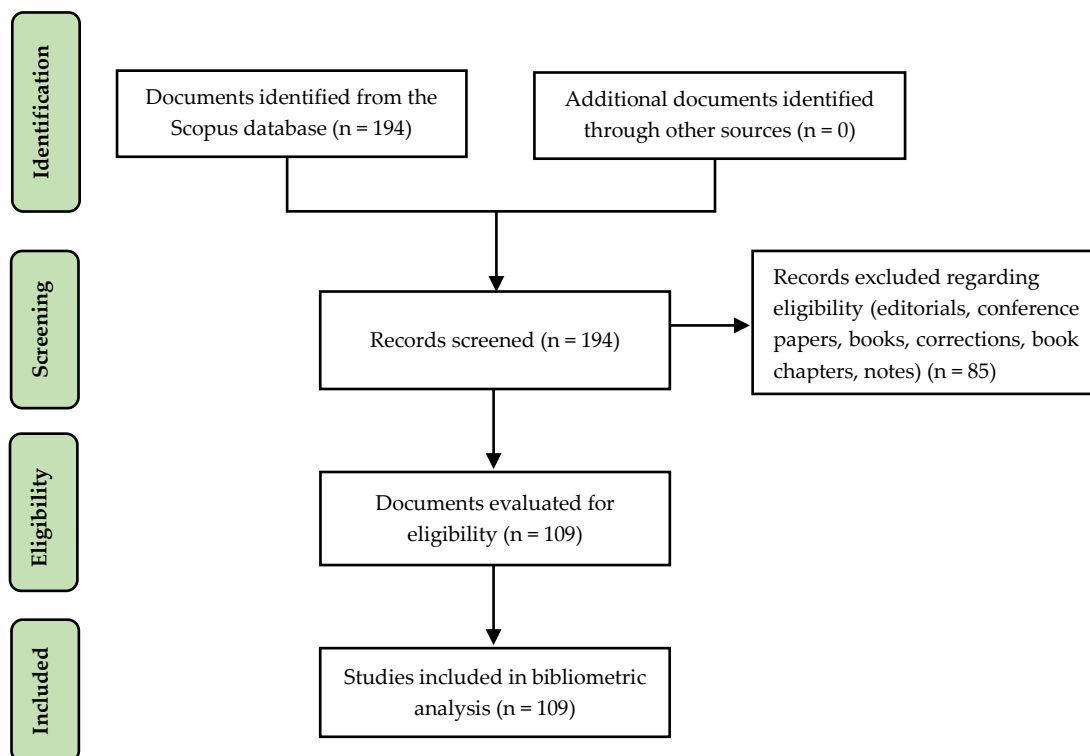 Identification
Documents identified from the
Scopus database (n = 194)
Additional documents identified
through other sources (n = 0)
Screening
Records screened (n = 194)
Records excluded regarding
eligibility (editorials, conference
papers, books, corrections, book
chapters, notes) (n = 85)
Eligibility
Documents evaluated for
eligibility (n = 109)
Included
Studies included in bibliometric
analysis (n = 109)